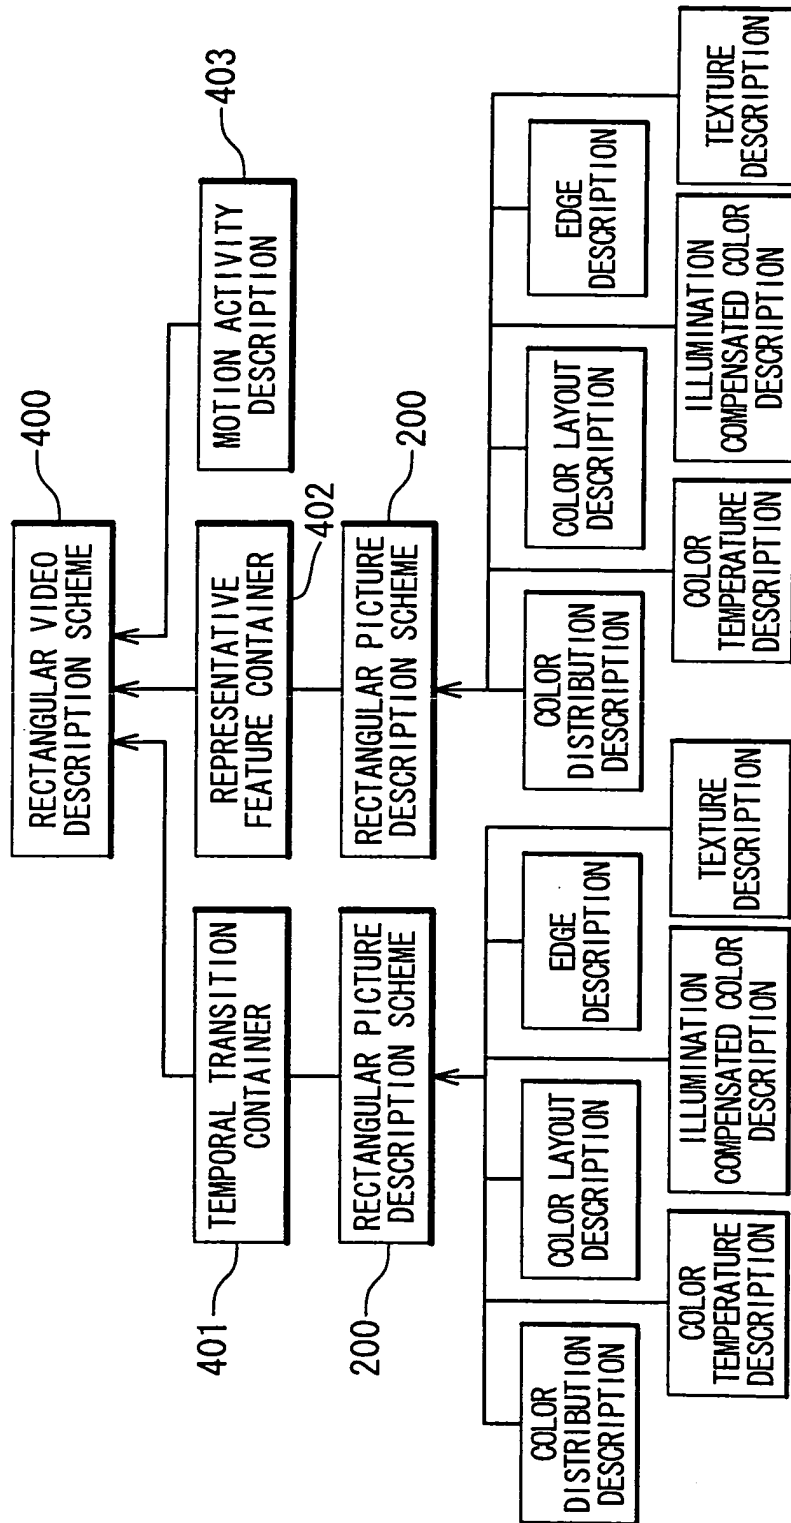 400
RECTANGULAR VIDEO
DESCRIPTION SCHEME
401
TEMPORAL TRANSITION
CONTAINER
REPRESENTATIVE
FEATURE CONTAINER
402
403
MOTION ACTIVITY
DESCRIPTION
200
RECTANGULAR PICTURE
DESCRIPTION SCHEME
RECTANGULAR PICTURE
DESCRIPTION SCHEME
200
COLOR
DISTRIBUTION
DESCRIPTION
COLOR LAYOUT
DESCRIPTION
EDGE
DESCRIPTION
COLOR
DISTRIBUTION
DESCRIPTION
COLOR LAYOUT
DESCRIPTION
EDGE
DESCRIPTION
COLOR
TEMPERATURE
DESCRIPTION
ILLUMINATION
COMPENSATED COLOR
DESCRIPTION
TEXTURE
DESCRIPTION
COLOR
TEMPERATURE
DESCRIPTION
ILLUMINATION
COMPENSATED COLOR
DESCRIPTION
TEXTURE
DESCRIPTION